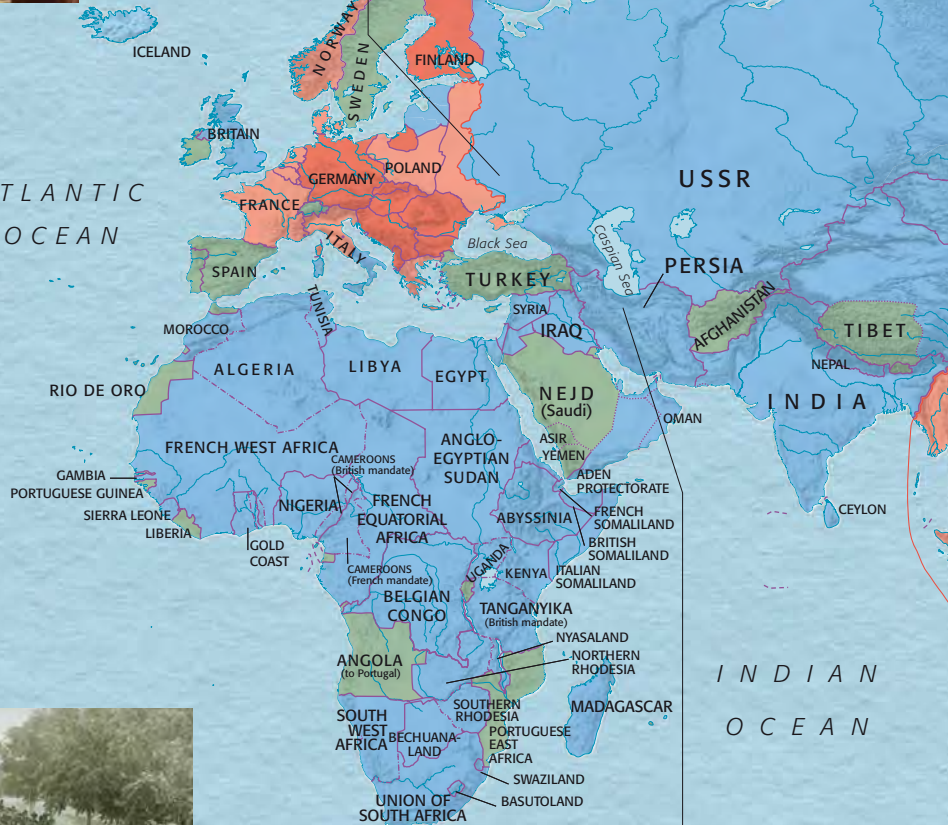 ICELAND
NORWAY
SWEDEN
FINLAND
BRITAIN
TLANTIC
OCEAN
GERMANY
POLAND
FRANCE
ITALY
SPAIN
USSR
Black Sea
Caspian Sea
TURKEY
PERSIA
AFGHANISTAN
TIBET
NEPAL
INDIA
SYRIA
IRAQ
TUNISIA
MOROCCO
ALGERIA
LIBYA
EGYPT
RIO DE ORO
NEJD
(Saudi)
OMAN
ASIR
YEMEN
ADEN
PROTECTORATE
FRENCH WEST AFRICA
CAMEROONS
(British mandate)
ANGLO-
EGYPTIAN
SUDAN
GAMBIA
PORTUGUESE GUINEA
SIERRA LEONE
LIBERIA
GOLD
COAST
NIGERIA
FRENCH
EQUATORIAL
AFRICA
ABYSSINIA
FRENCH
SOMALILAND
BRITISH
SOMALILAND
ITALIAN
SOMALILAND
CEYLON
CAMEROONS
(French mandate)
UGANDA
KENYA
BELGIAN
CONGO
TANGANYIKA
(British mandate)
NYASALAND
NORTHERN
RHODESIA
ANGOLA
(to Portugal)
SOUTHERN
RHODESIA
MADAGASCAR
SOUTH
WEST
AFRICA
BECHUANA-
LAND
PORTUGUESE
EAST
AFRICA
SWAZILAND
BASUTOLAND
UNION OF
SOUTH AFRICA
INDIAN
OCEAN